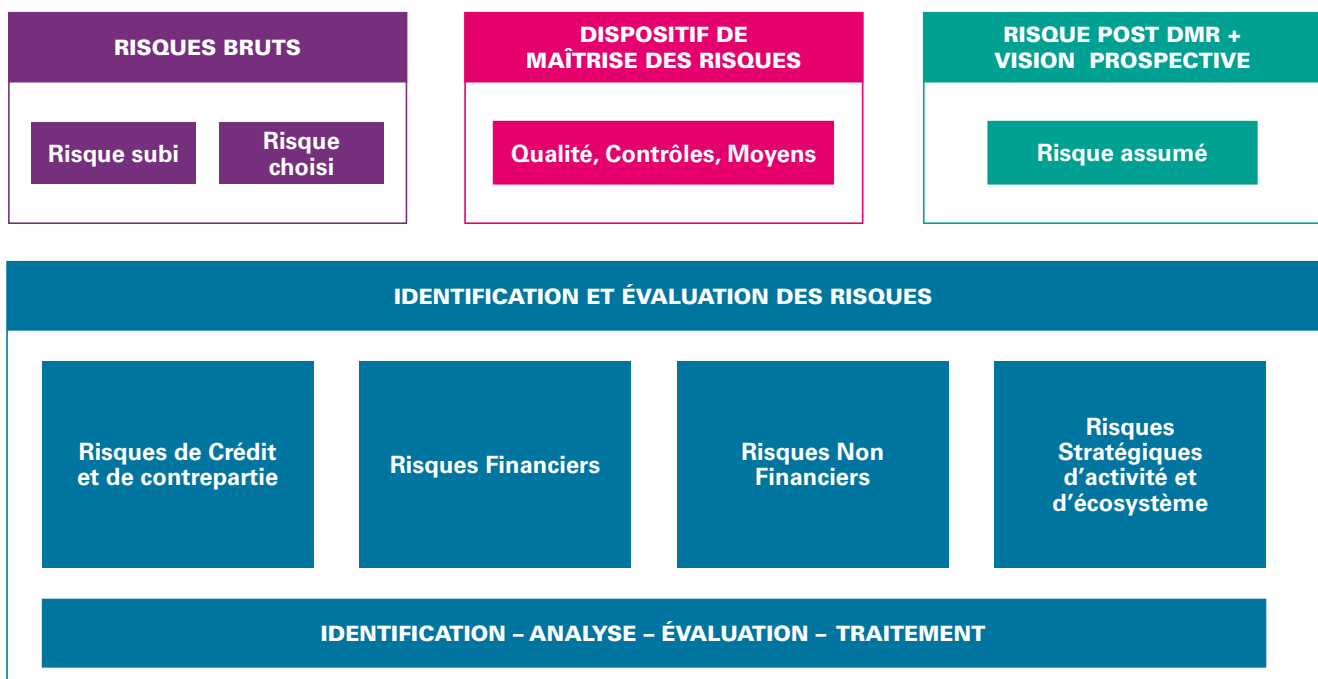 RISQUES BRUTS
Risque subi
Risque
choisi
DISPOSITIF DE
MAÎTRISE DES RISQUES
Qualité, Contrôles, Moyens
RISQUE POST DMR +
VISION PROSPECTIVE
Risque assumé
IDENTIFICATION ET ÉVALUATION DES RISQUES
Risques de Crédit
et de contrepartie
Risques Financiers
Risques Non
Financiers
Risques
Stratégiques
d'activité et
d'écosystème
IDENTIFICATION – ANALYSE – ÉVALUATION – TRAITEMENT